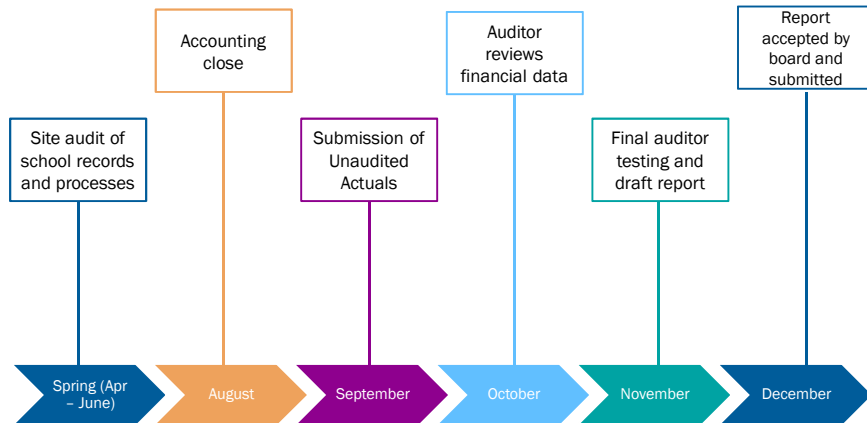 Site audit of
school records
and processes
Accounting
close
Submission of
Unaudited
Actuals
Auditor
reviews
financial data
Final auditor
testing and
draft report
Report
accepted by
board and
submitted
Spring (Apr
– June)
August
September
October
November
December